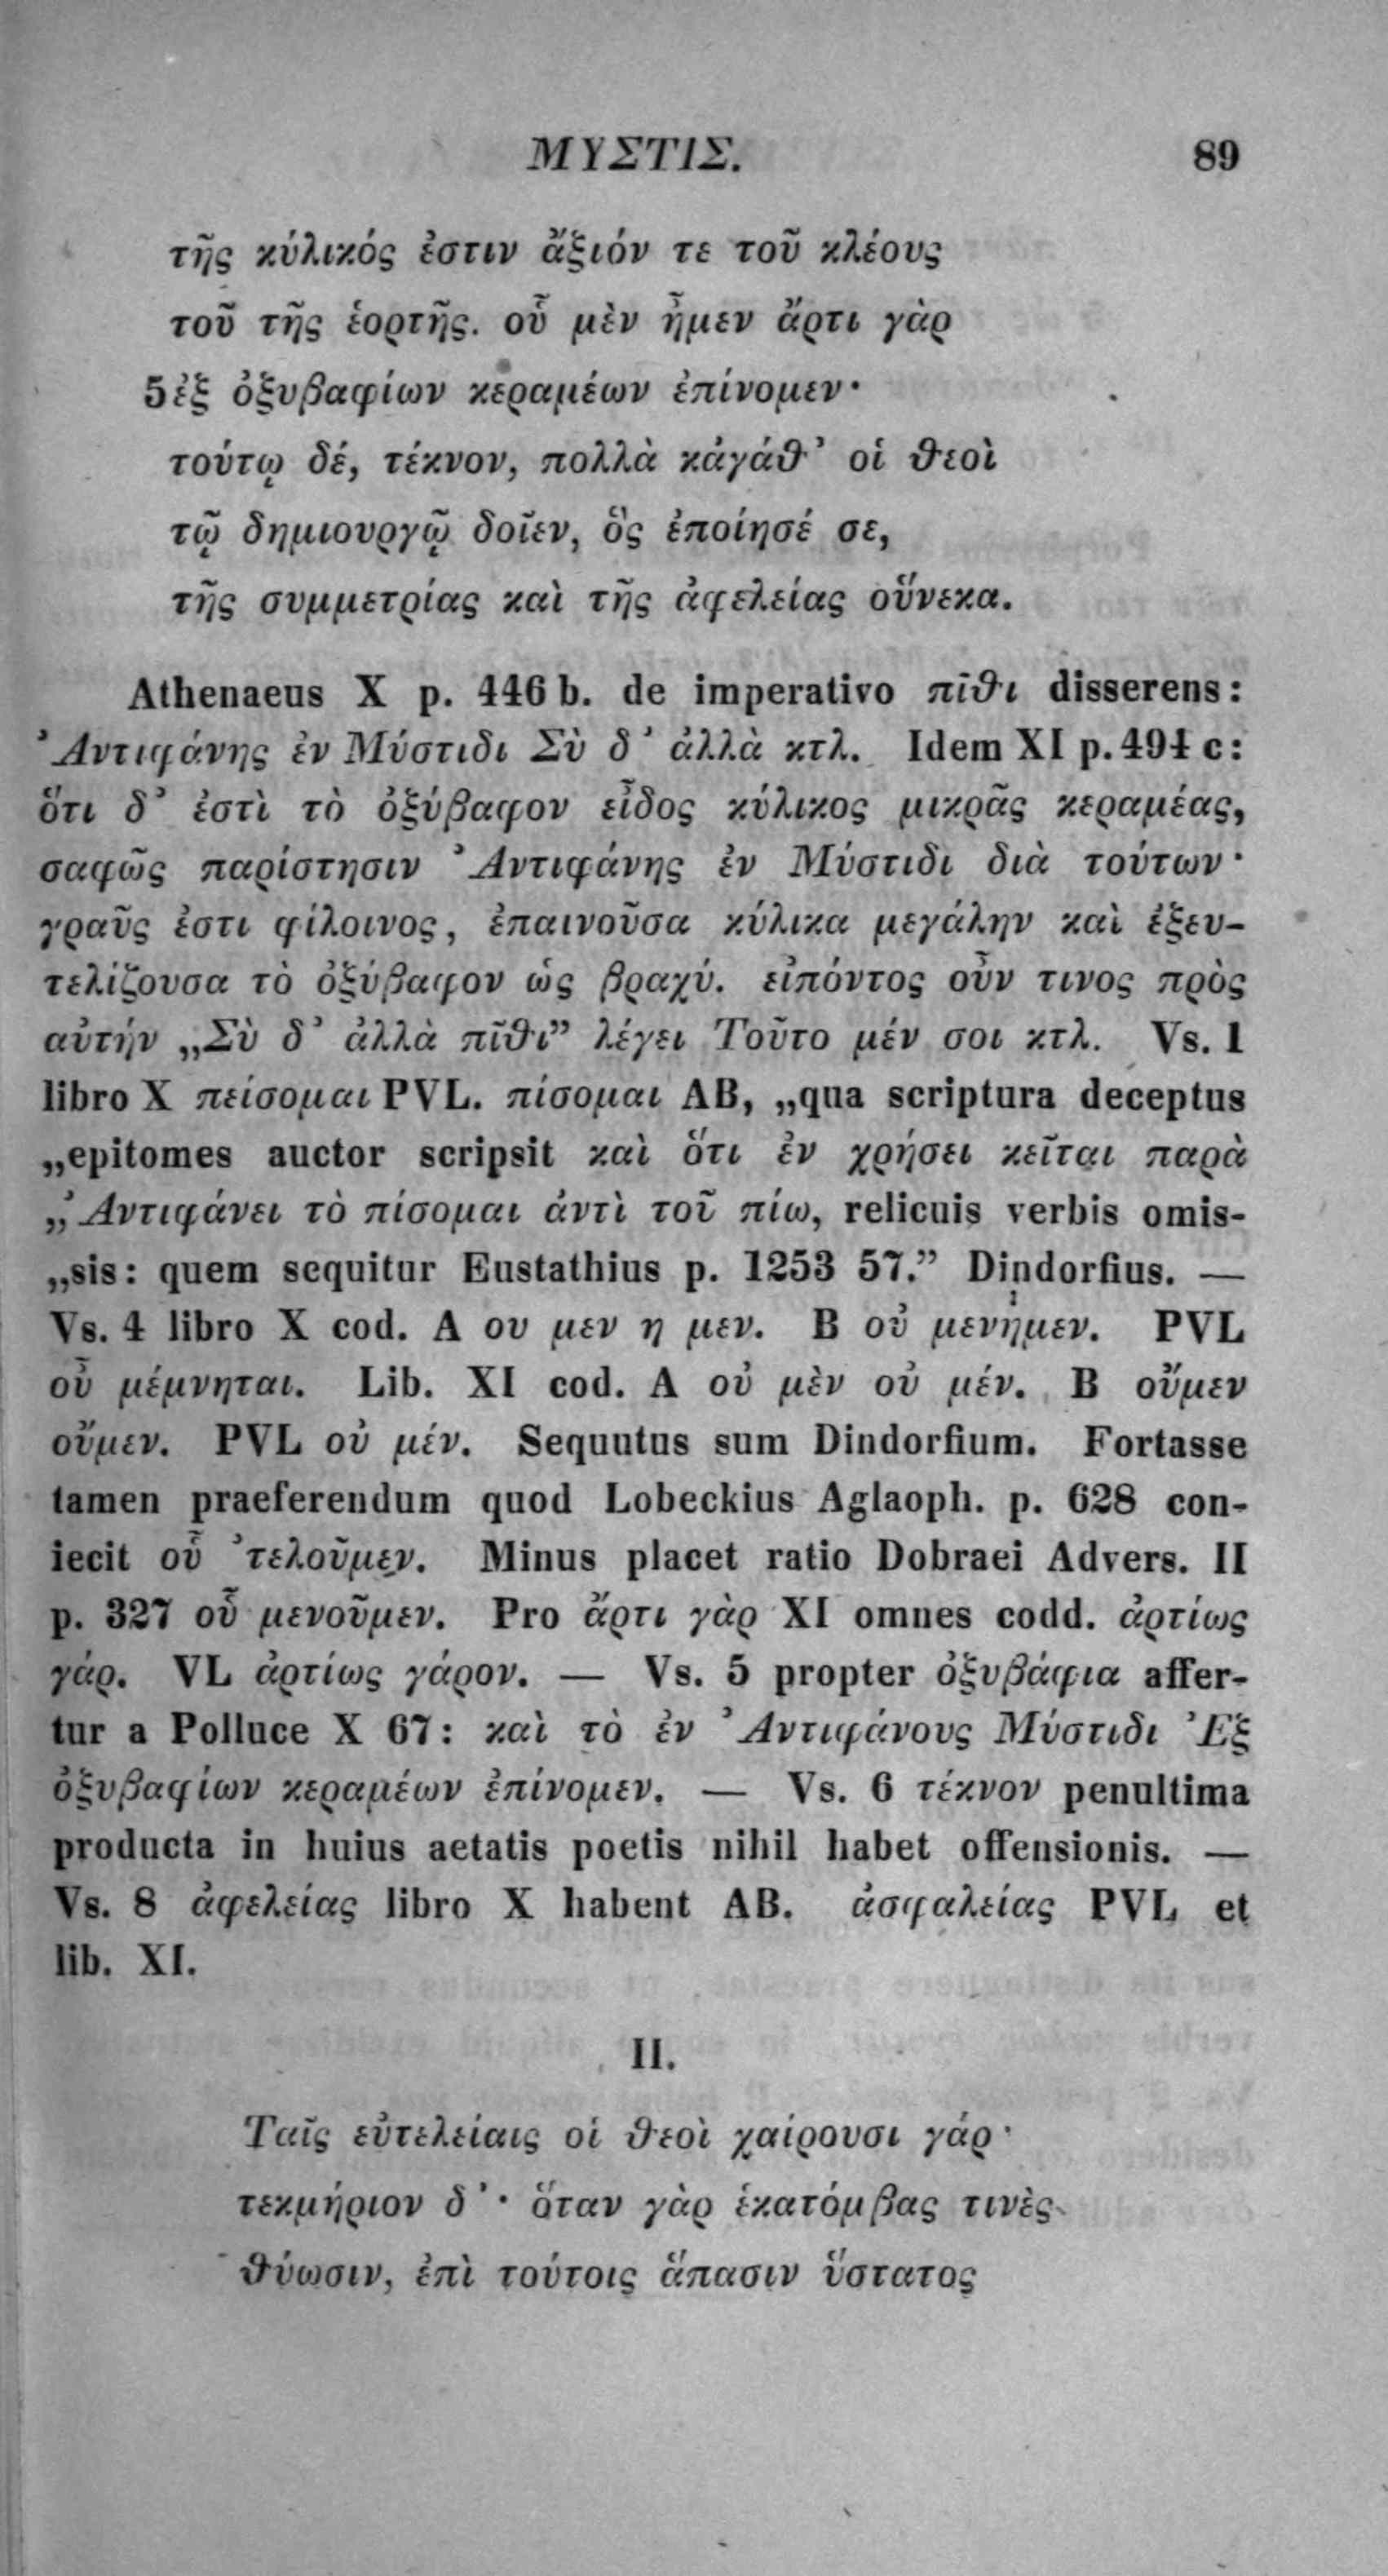 ΜΥΣΤΙΣ. 89
τῆς κύλικός ἐστιν ἄξιόν τε τοῦ κλέους
τοῦ τῆς ἑορτῆς. οὗ μὲν ἦμεν ἄρτι γὰρ
5 ἐξ ὀξυβαφίων κεραμέων ἐπίνομεν·
τούτῳ δέ, τέκνον, πολλὰ κἀγάθ’ οἱ θεοὶ
τῷ δημιουργῷ δοῖεν, ὃς ἐποίησέ σε,
τῆς συμμετρίας καὶ τῆς ἀφελείας οὕνεκα.
Athenaeus X p. 446 b. de imperativo πῖθι disserens:
Ἀντιφάνης ἐν Μύστιδι Σὺ δ’ ἀλλὰ κτλ. Idem XI p. 494 c:
ὅτι δ’ ἐστὶ τὸ ὀξύβαφον εἶδος κύλικος μικρᾶς κεραμέας,
σαφῶς παρίστησιν Ἀντιφάνης ἐν Μύστιδι διὰ τούτων·
γραῦς ἐστι φίλοινος, ἐπαινοῦσα κύλικα μεγάλην καὶ ἐξευ-
τελίζουσα τὸ ὀξύβαφον ὡς βραχύ. εἰπόντος οὖν τινος πρὸς
αὐτήν „Σὺ δ’ ἀλλὰ πῖθι” λέγει Τοῦτο μέν σοι κτλ. Vs. 1
libro X πείσομαι PVL. πίσομαι AB, „qua scriptura deceptus
„epitomes auctor scripsit καὶ ὅτι ἐν χρήσει κεῖται παρὰ
„Ἀντιφάνει τὸ πίσομαι ἀντὶ τοῦ πίω, relicuis verbis omis-
„sis: quem sequitur Eustathius p. 1253 57.” Dindorfius. —
Vs. 4 libro X cod. A ου μεν η μεν. B οὐ μενήμεν. PVL
οὗ μέμνηται. Lib. XI cod. A οὐ μὲν οὐ μέν. B οὔμεν
οὔμεν. PVL οὐ μέν. Sequutus sum Dindorfium. Fortasse
tamen praeferendum quod Lobeckius Aglaoph. p. 628 con-
iecit οὗ ’τελοῦμεν. Minus placet ratio Dobraei Advers. II
p. 327 οὗ μενοῦμεν. Pro ἄρτι γὰρ XI omnes codd. ἀρτίως
γάρ. VL ἀρτίως γάρον. — Vs. 5 propter ὀξυβάφια affer-
tur a Polluce X 67: καὶ τὸ ἐν Ἀντιφάνους Μύστιδι Ἐξ
ὀξυβαφίων κεραμέων ἐπίνομεν. — Vs. 6 τέκνον penultima
producta in huius aetatis poetis nihil habet offensionis. —
Vs. 8 ἀφελείας libro X habent AB. ἀσφαλείας PVL et
lib. XI.
II.
Ταῖς εὐτελείαις οἱ θεοὶ χαίρουσι γάρ·
τεκμήριον δ’· ὅταν γὰρ ἑκατόμβας τινὲς
θύωσιν, ἐπὶ τούτοις ἅπασιν ὕστατος